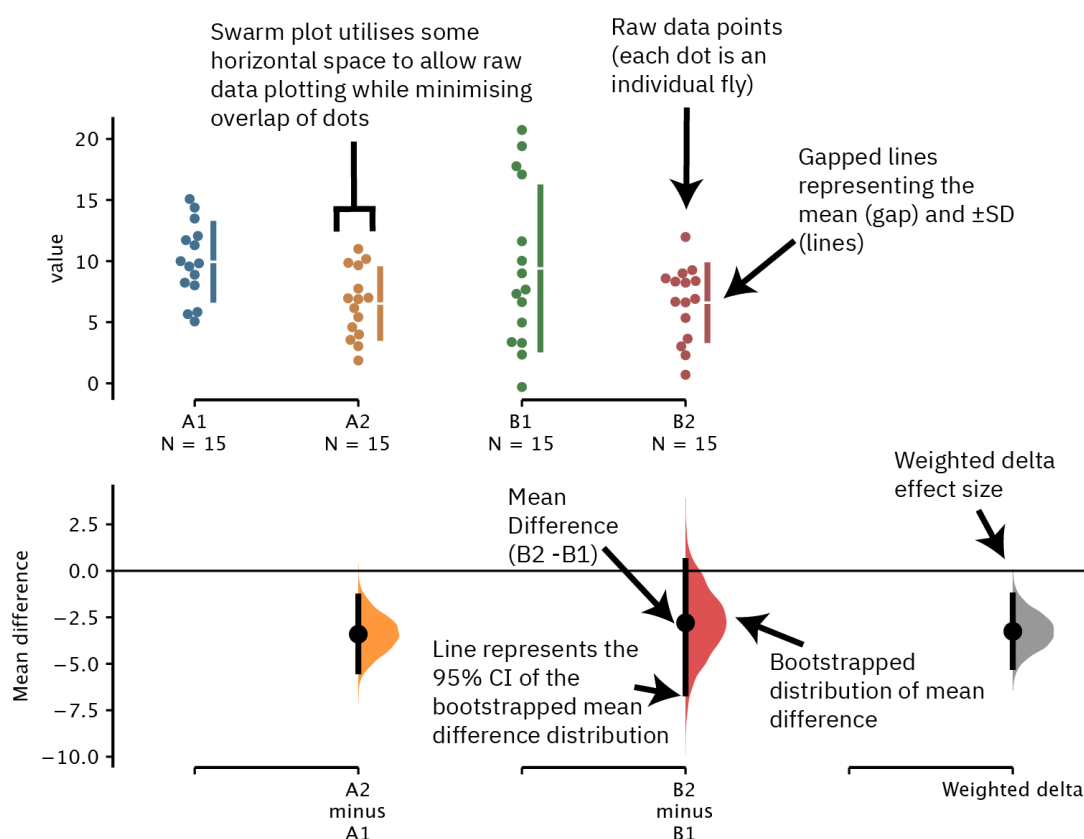 Swarm plot utilises some
horizontal space to allow raw
data plotting while minimising
overlap of dots
Raw data points
(each dot is an
individual fly)
Gapped lines
representing the
mean (gap) and ±SD
(lines)
value
20
15
10
5
0
A1
N = 15
A2
N = 15
B1
N = 15
B2
N = 15
Weighted delta
effect size
Mean
Difference
(B2 -B1)
Mean difference
2.5
0.0
−2.5
−5.0
−7.5
−10.0
Line represents the
95% CI of the
bootstrapped mean
difference distribution
Bootstrapped
distribution of mean
difference
A2
minus
A1
B2
minus
B1
Weighted delta